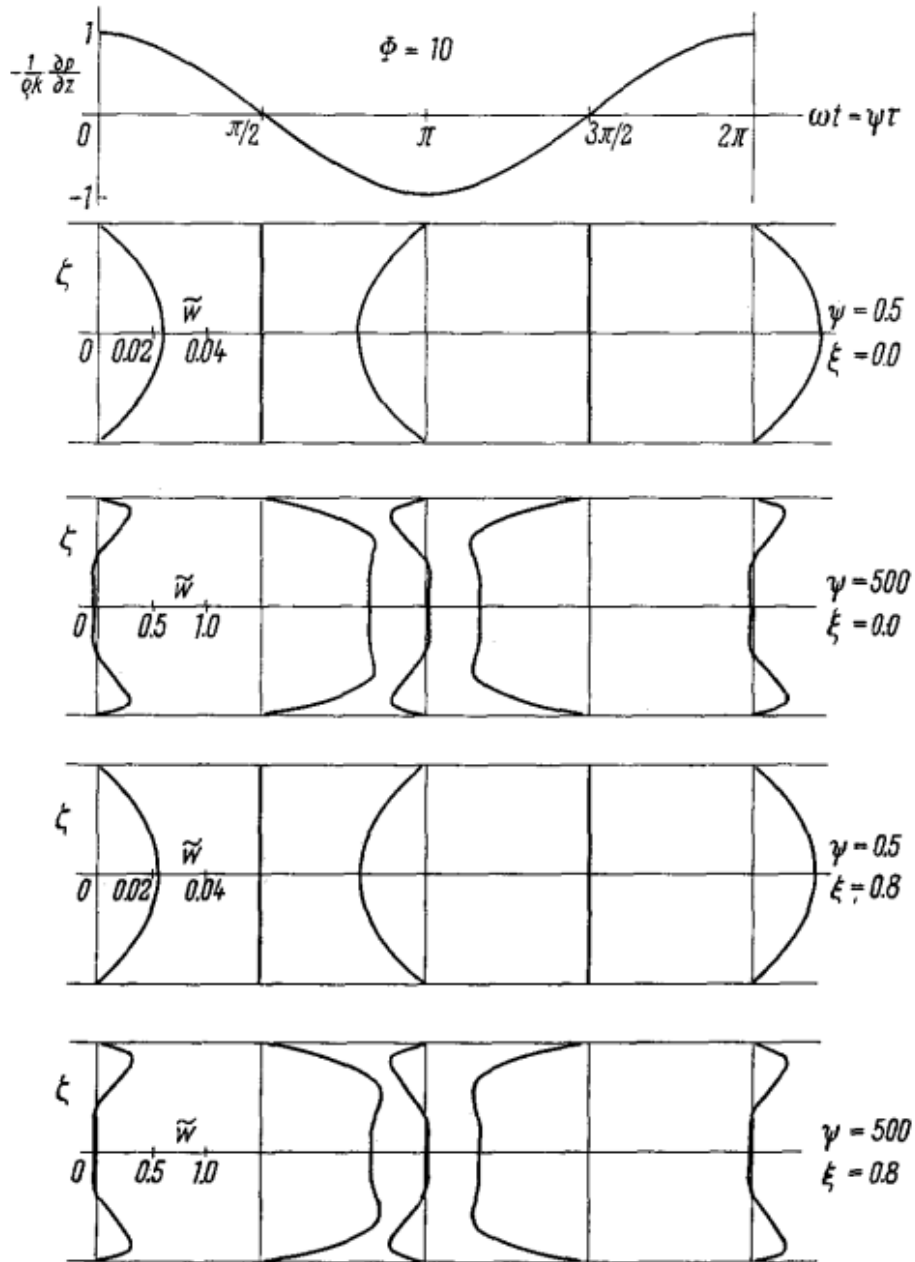 1
Φ = 10
-1/ϱk ∂p/∂z
0 π/2 π 3π/2 2π ωt = ψτ
-1
ζ
w̃
0 0.02 0.04
ψ = 0.5
ξ = 0.0
ζ
w̃
0 0.5 1.0
ψ = 500
ξ = 0.0
ζ
w̃
0 0.02 0.04
ψ = 0.5
ξ = 0.8
ζ
w̃
0 0.5 1.0
ψ = 500
ξ = 0.8